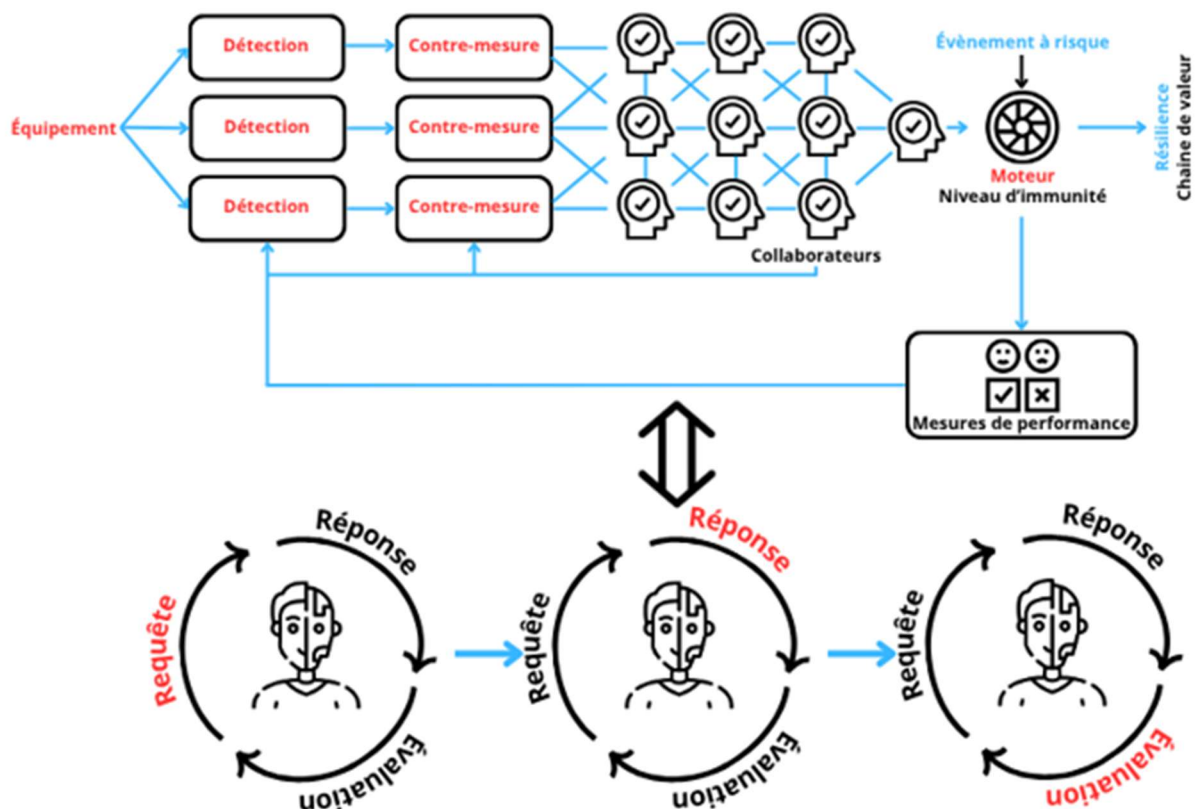 Détection
Contre-mesure
Évènement à risque
Équipement
Détection
Contre-mesure
Résilience
Chaine de valeur
Moteur
Niveau d'immunité
Détection
Contre-mesure
Collaborateurs
Mesures de performance
Requête
Réponse
Évaluation
Requête
Réponse
Évaluation
Requête
Réponse
Évaluation